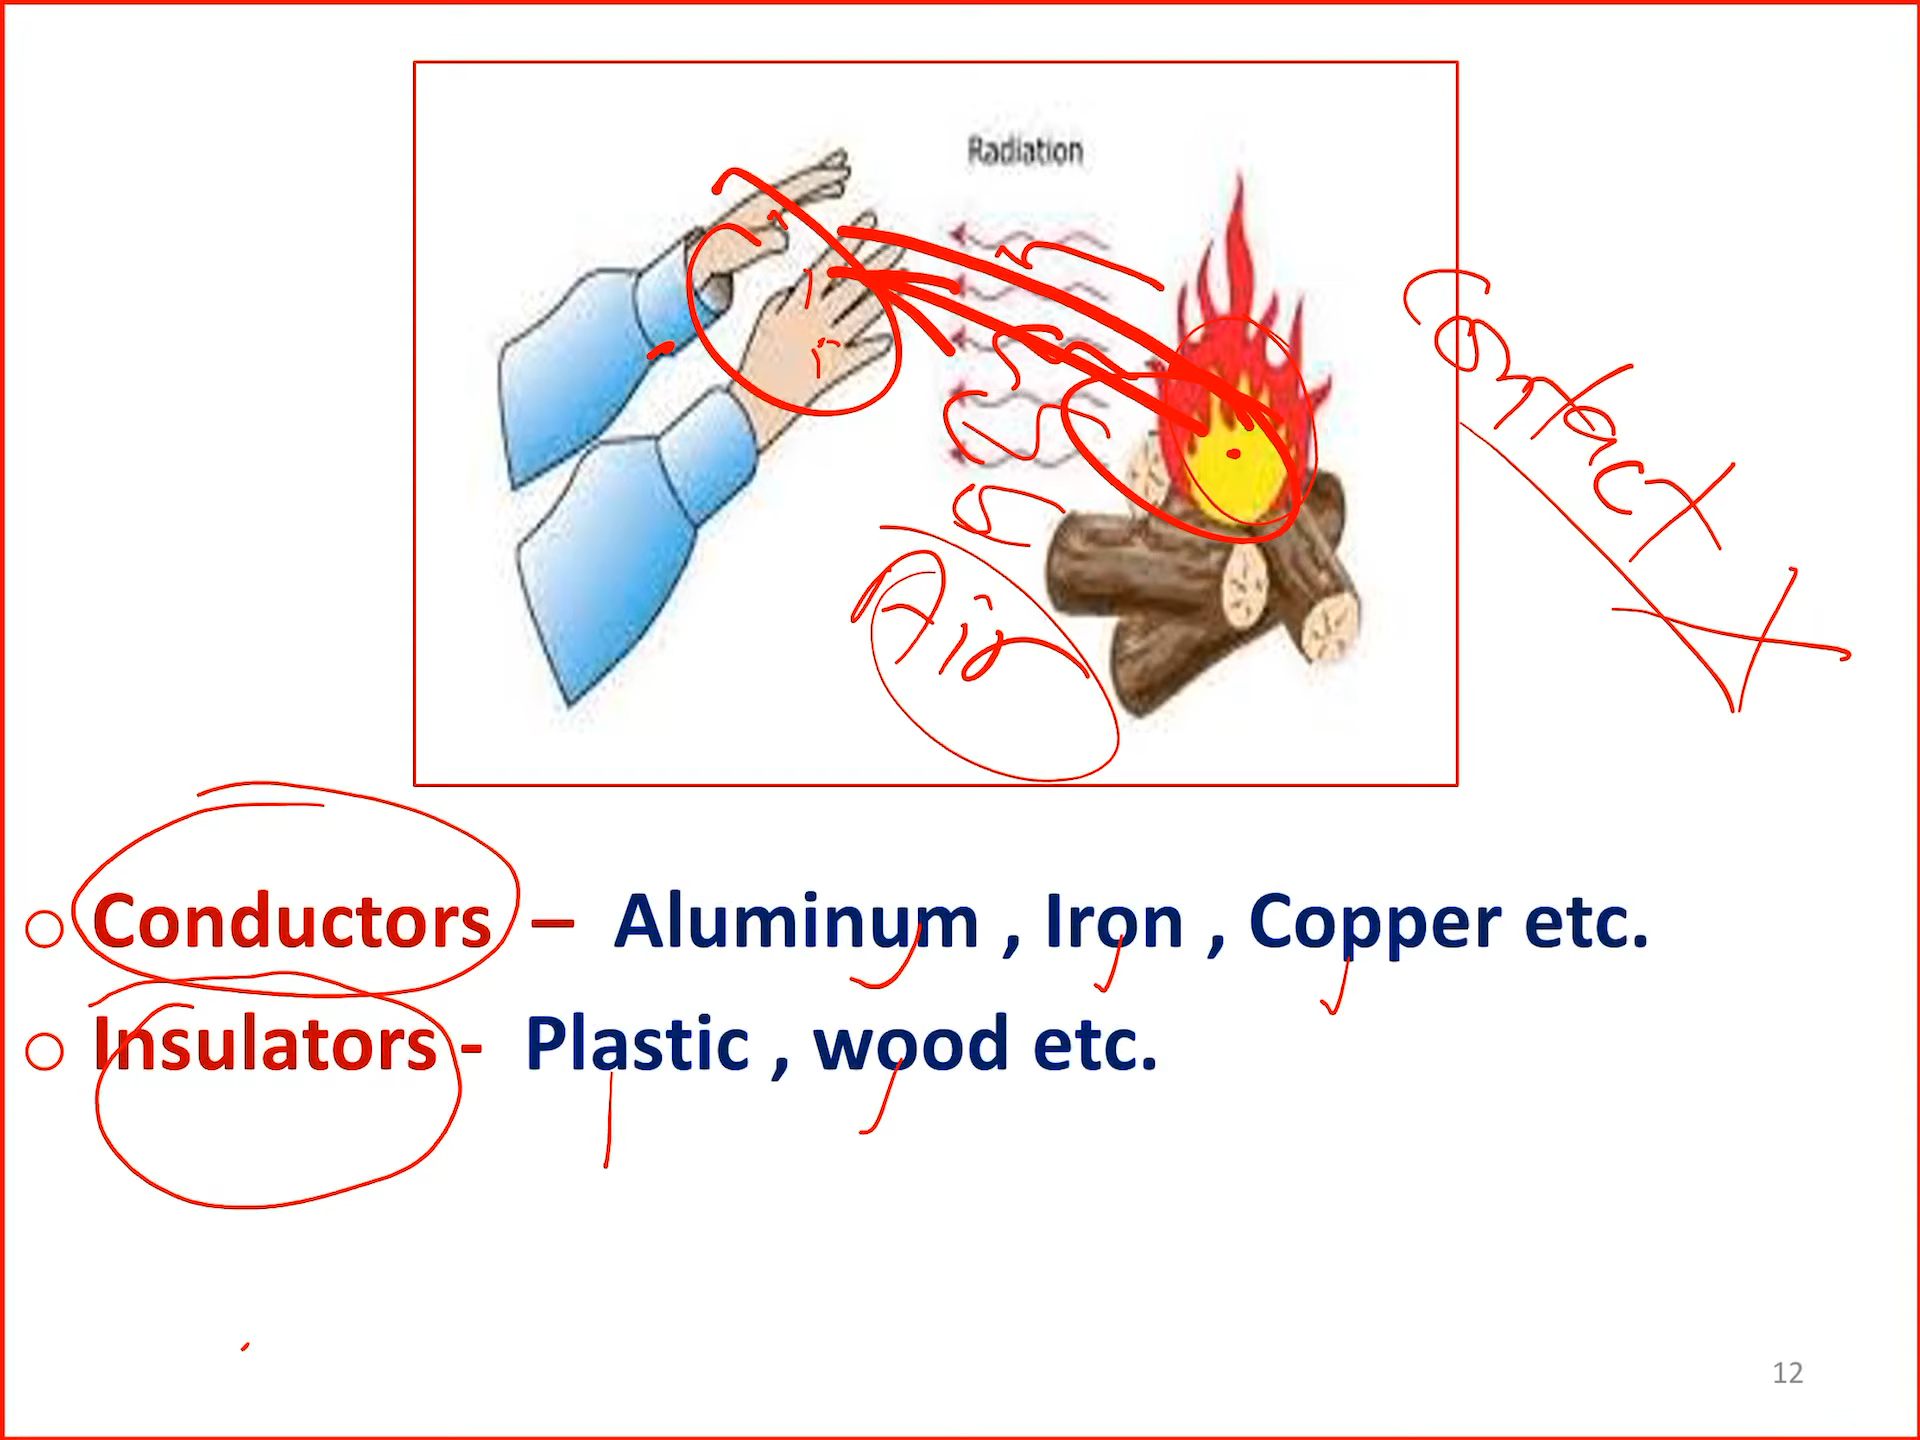 Radiation
Contact
Air
Conductors – Aluminum , Iron , Copper etc.
Insulators - Plastic , wood etc.
12